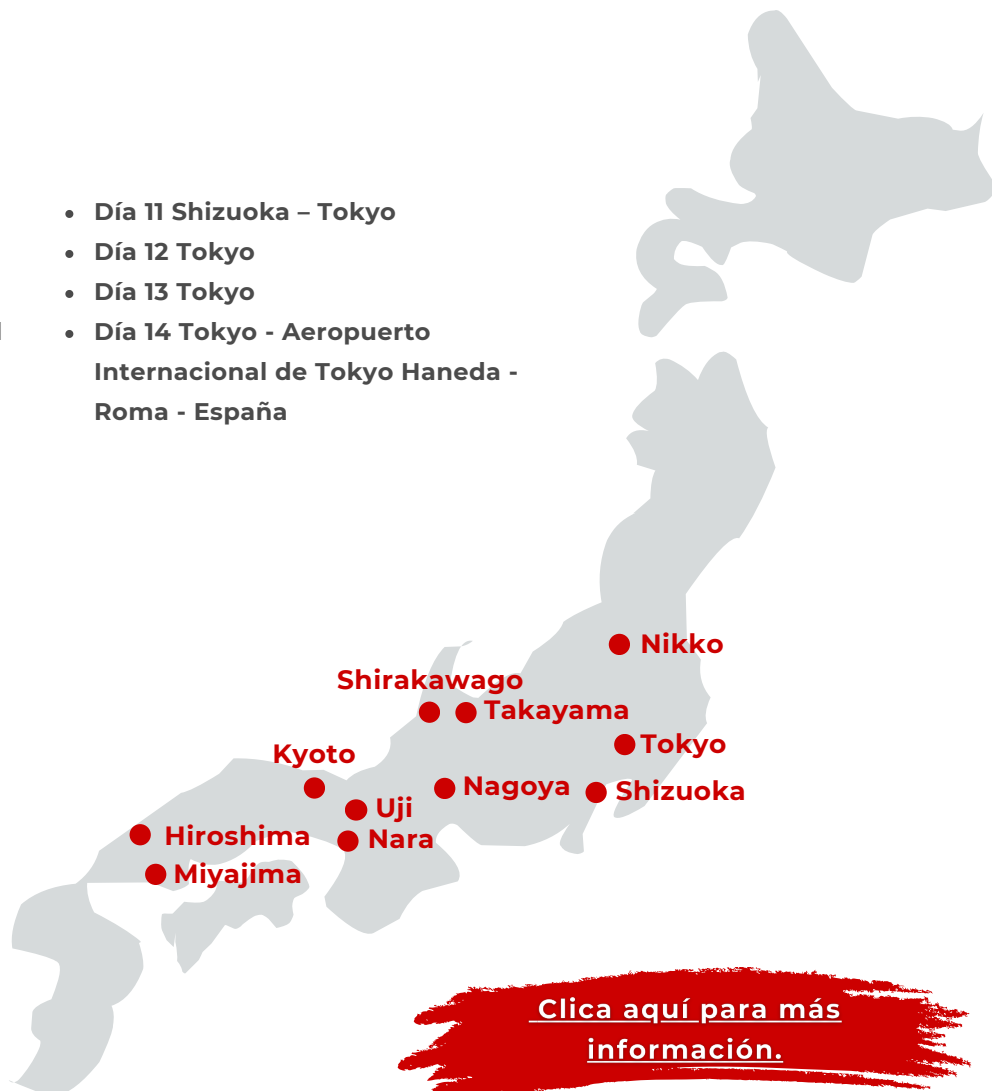 • Día 11 Shizuoka – Tokyo
• Día 12 Tokyo
• Día 13 Tokyo
• Día 14 Tokyo - Aeropuerto
Internacional de Tokyo Haneda -
Roma - España
Nikko
Shirakawago
Takayama
Tokyo
Kyoto
Nagoya
Shizuoka
Uji
Hiroshima
Nara
Miyajima
Clica aquí para más
información.